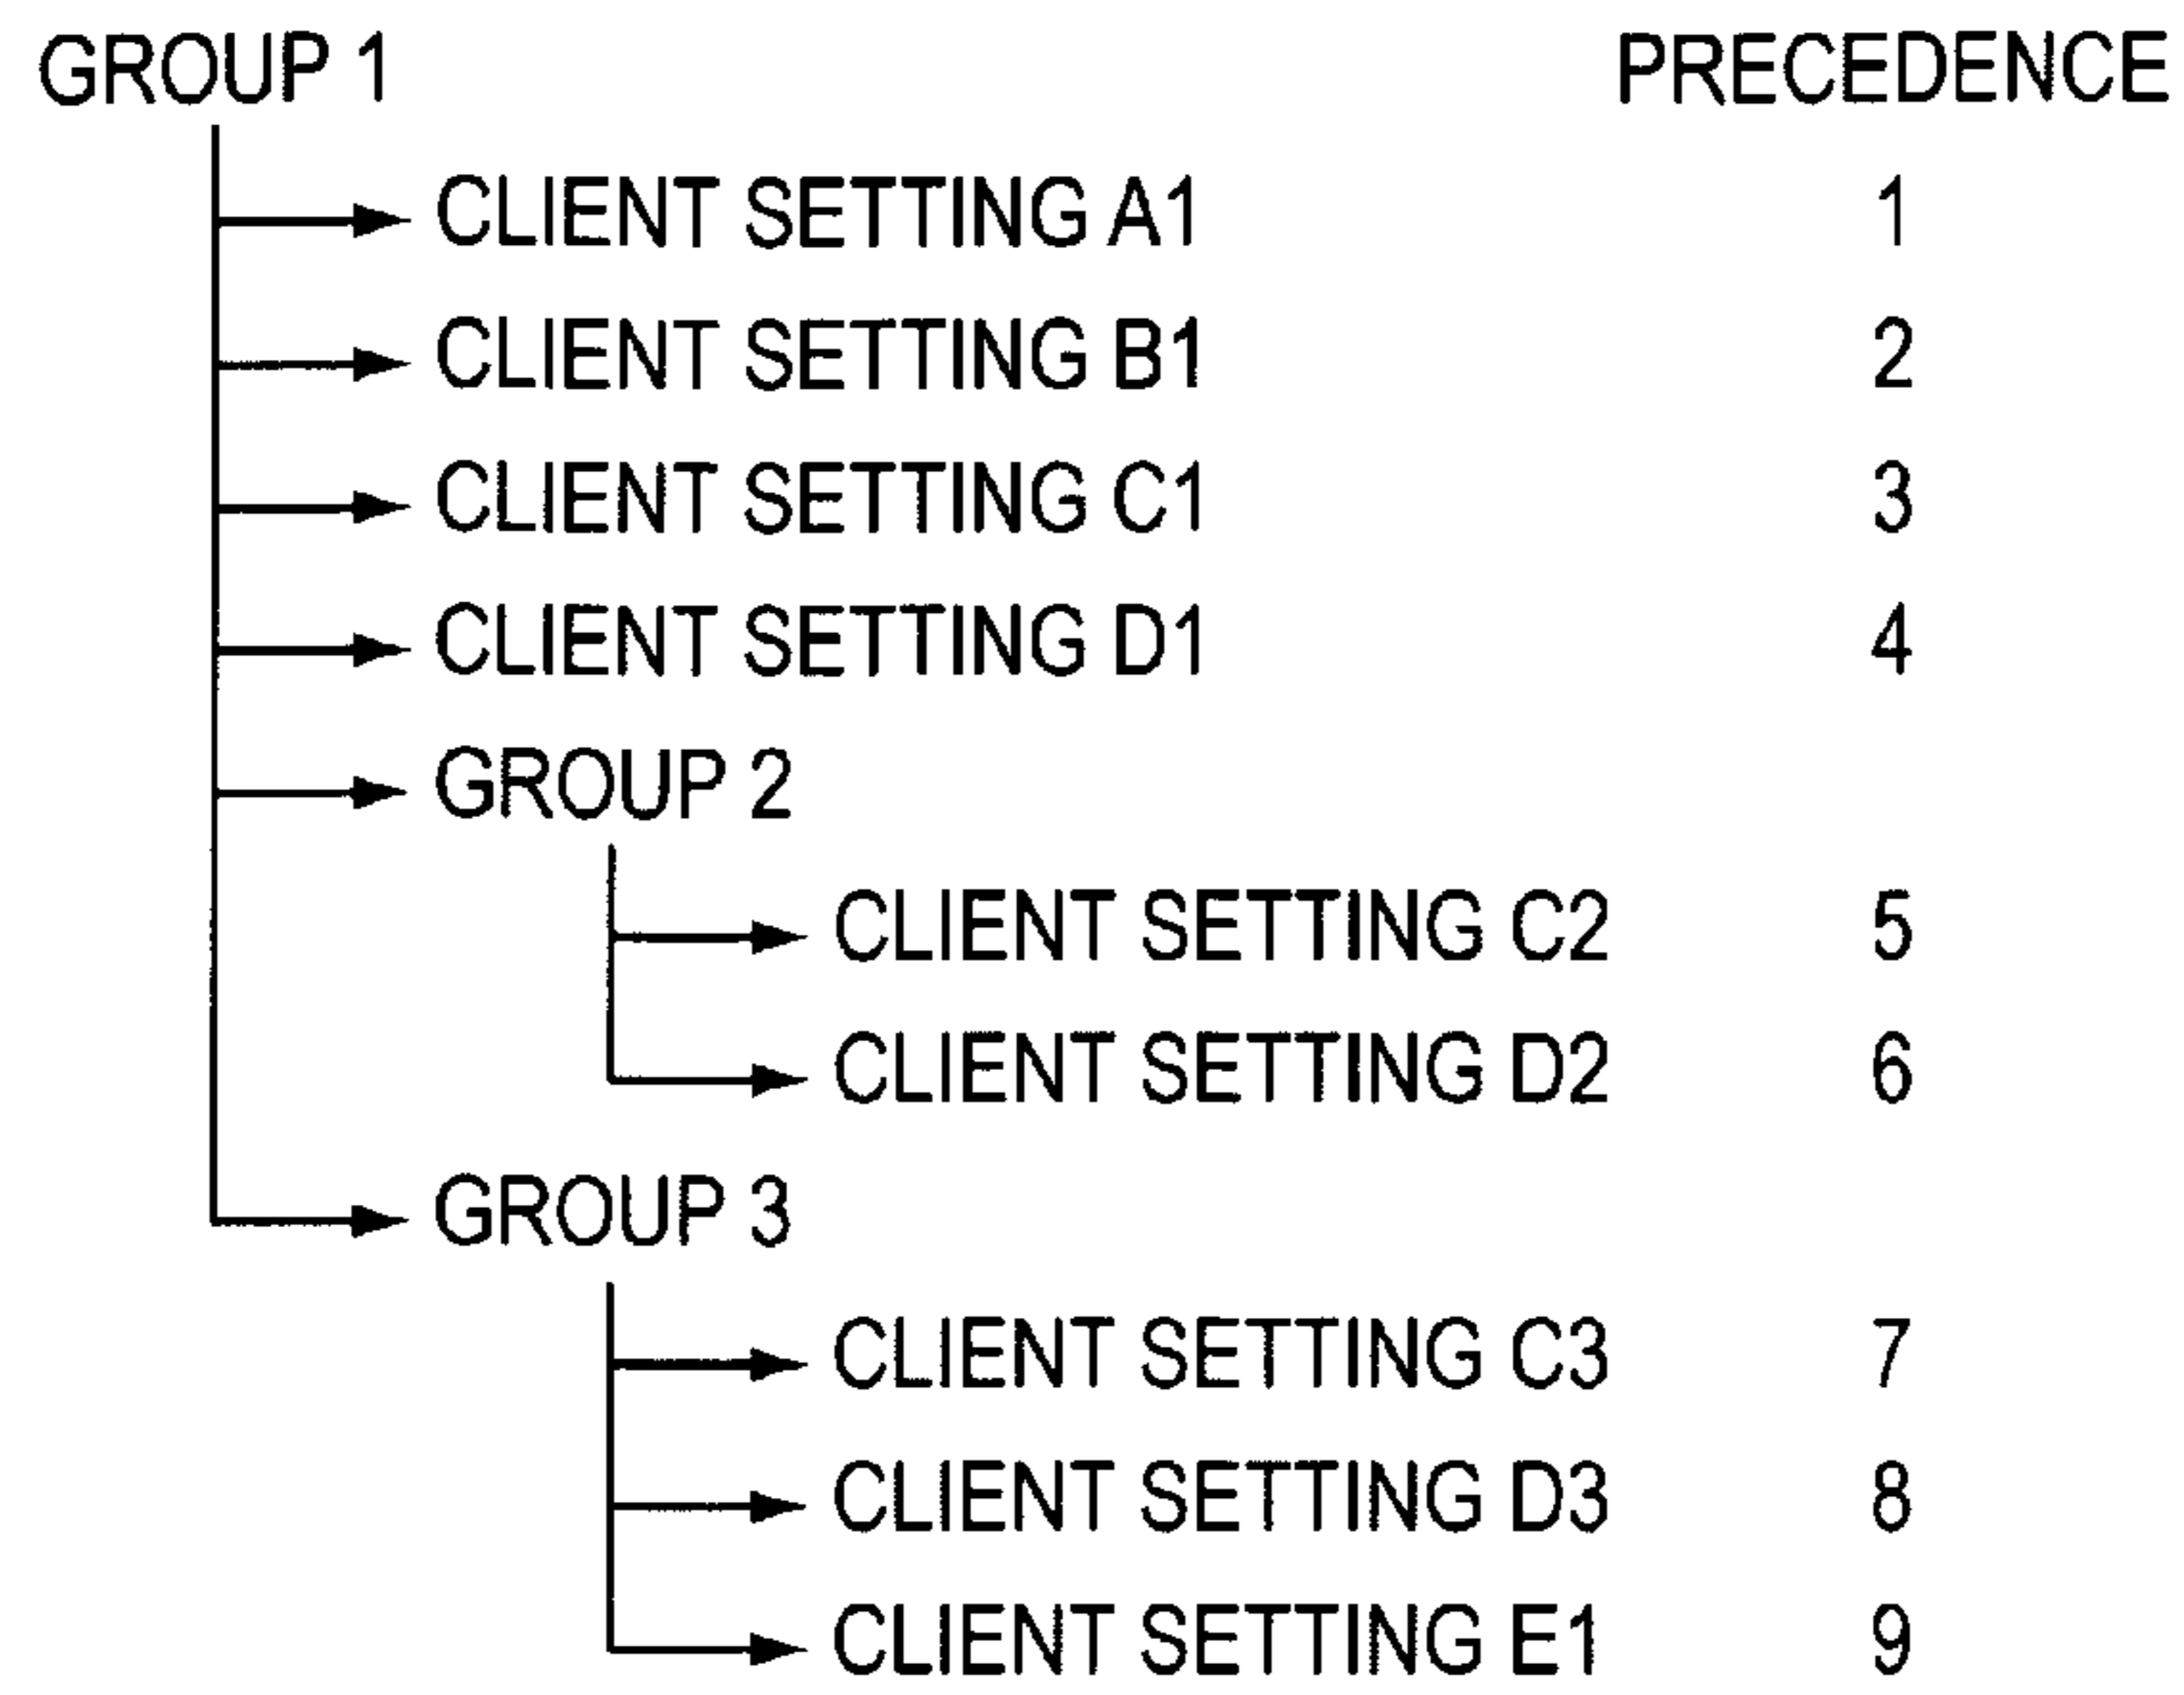 GROUP 1 PRECEDENCE
CLIENT SETTING A1 1
CLIENT SETTING B1 2
CLIENT SETTING C1 3
CLIENT SETTING D1 4
GROUP 2
CLIENT SETTING C2 5
CLIENT SETTING D2 6
GROUP 3
CLIENT SETTING C3 7
CLIENT SETTING D3 8
CLIENT SETTING E1 9